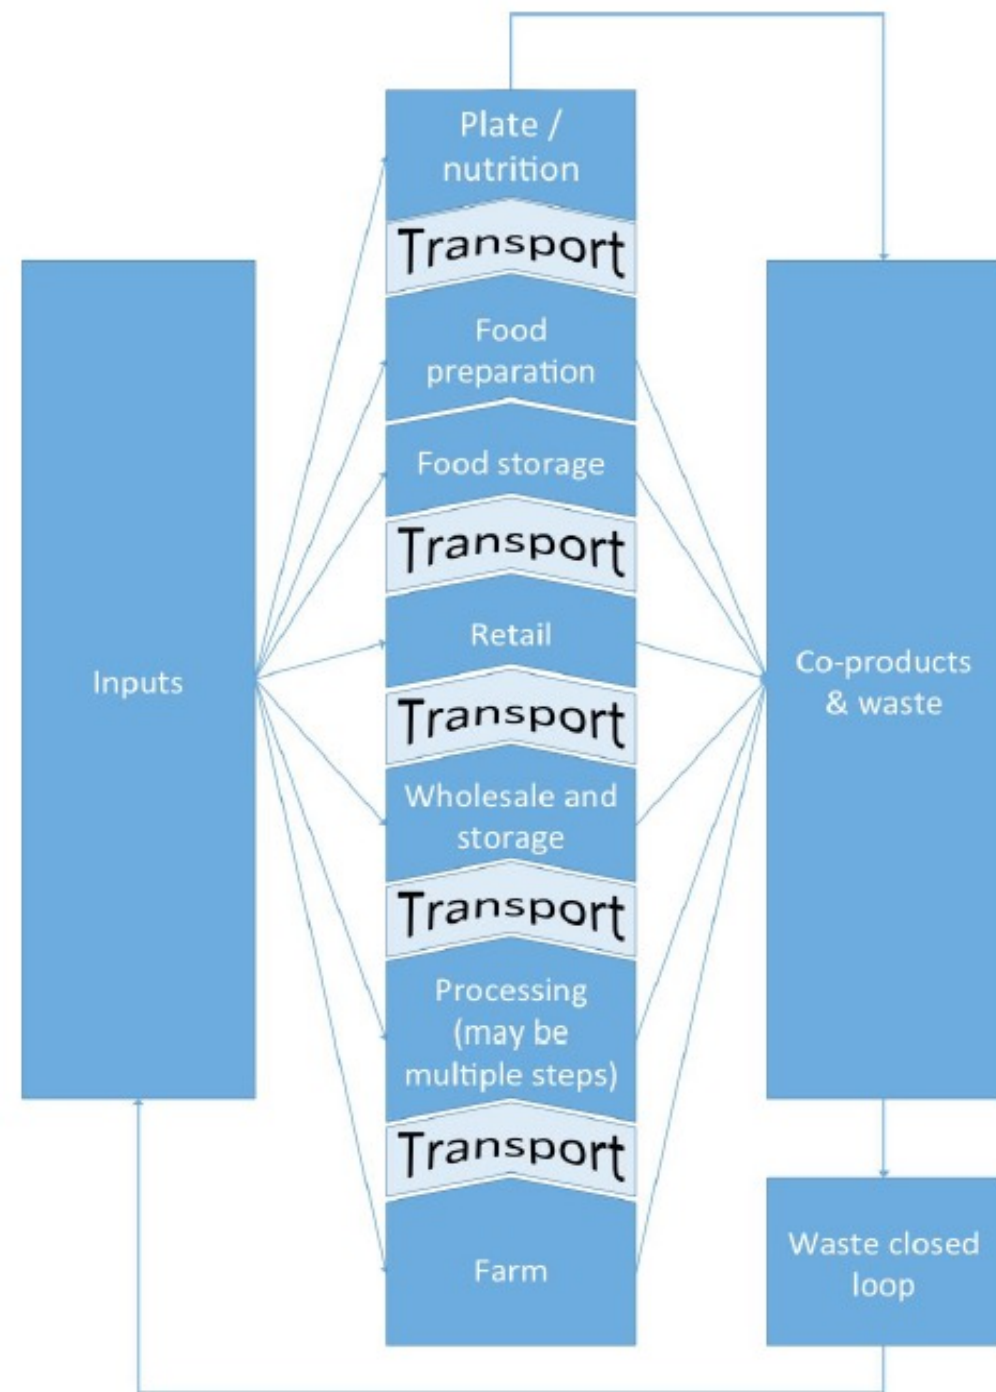 Plate /
nutrition
Transport
Food
preparation
Food storage
Transport
Retail
Transport
Wholesale and
storage
Transport
Processing
(may be
multiple steps)
Transport
Farm
Inputs
Co-products
& waste
Waste closed
loop